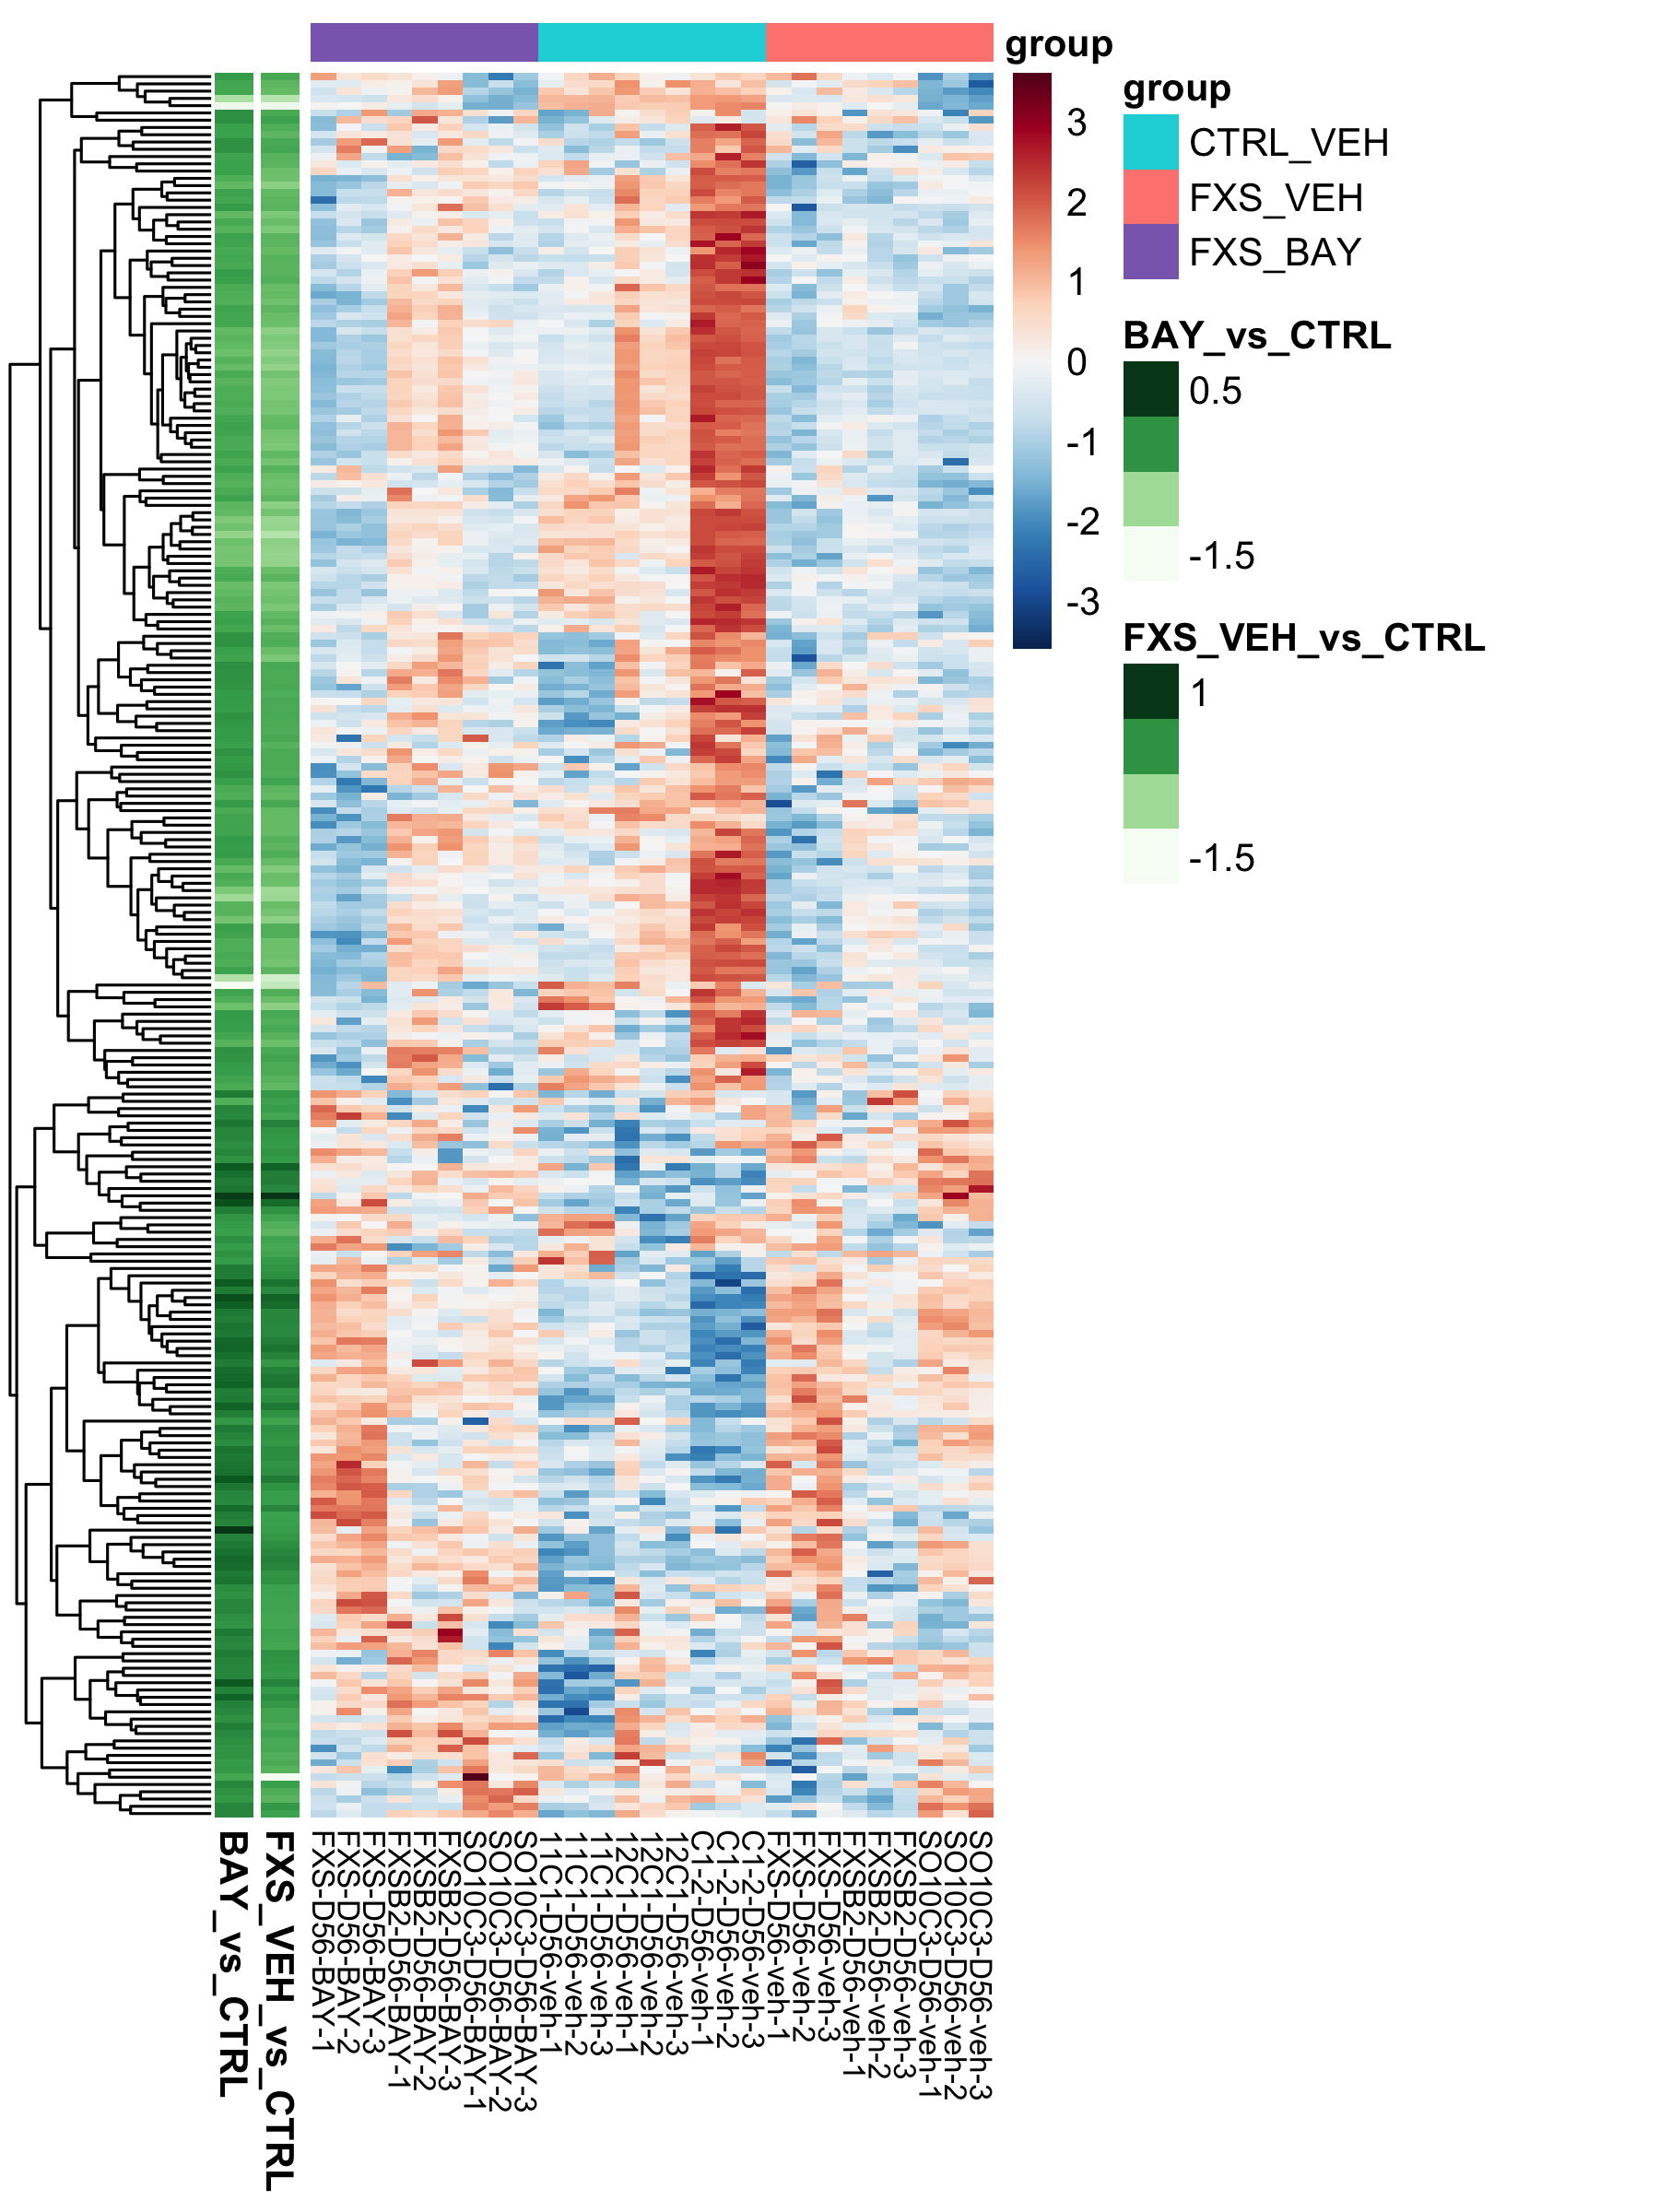 group
3
2
1
0
-1
-2
-3
group
CTRL_VEH
FXS_VEH
FXS_BAY
BAY_vs_CTRL
0.5
-1.5
FXS_VEH_vs_CTRL
1
-1.5
BAY_vs_CTRL
FXS_VEH_vs_CTRL
FXS-D56-BAY-1
FXS-D56-BAY-2
FXS-D56-BAY-3
FXSB2-D56-BAY-1
FXSB2-D56-BAY-2
FXSB2-D56-BAY-3
SO10C3-D56-BAY-1
SO10C3-D56-BAY-2
SO10C3-D56-BAY-3
11C1-D56-veh-1
11C1-D56-veh-2
11C1-D56-veh-3
12C1-D56-veh-1
12C1-D56-veh-2
12C1-D56-veh-3
C1-2-D56-veh-1
C1-2-D56-veh-2
C1-2-D56-veh-3
FXS-D56-veh-1
FXS-D56-veh-2
FXS-D56-veh-3
FXSB2-D56-veh-1
FXSB2-D56-veh-2
FXSB2-D56-veh-3
SO10C3-D56-veh-1
SO10C3-D56-veh-2
SO10C3-D56-veh-3